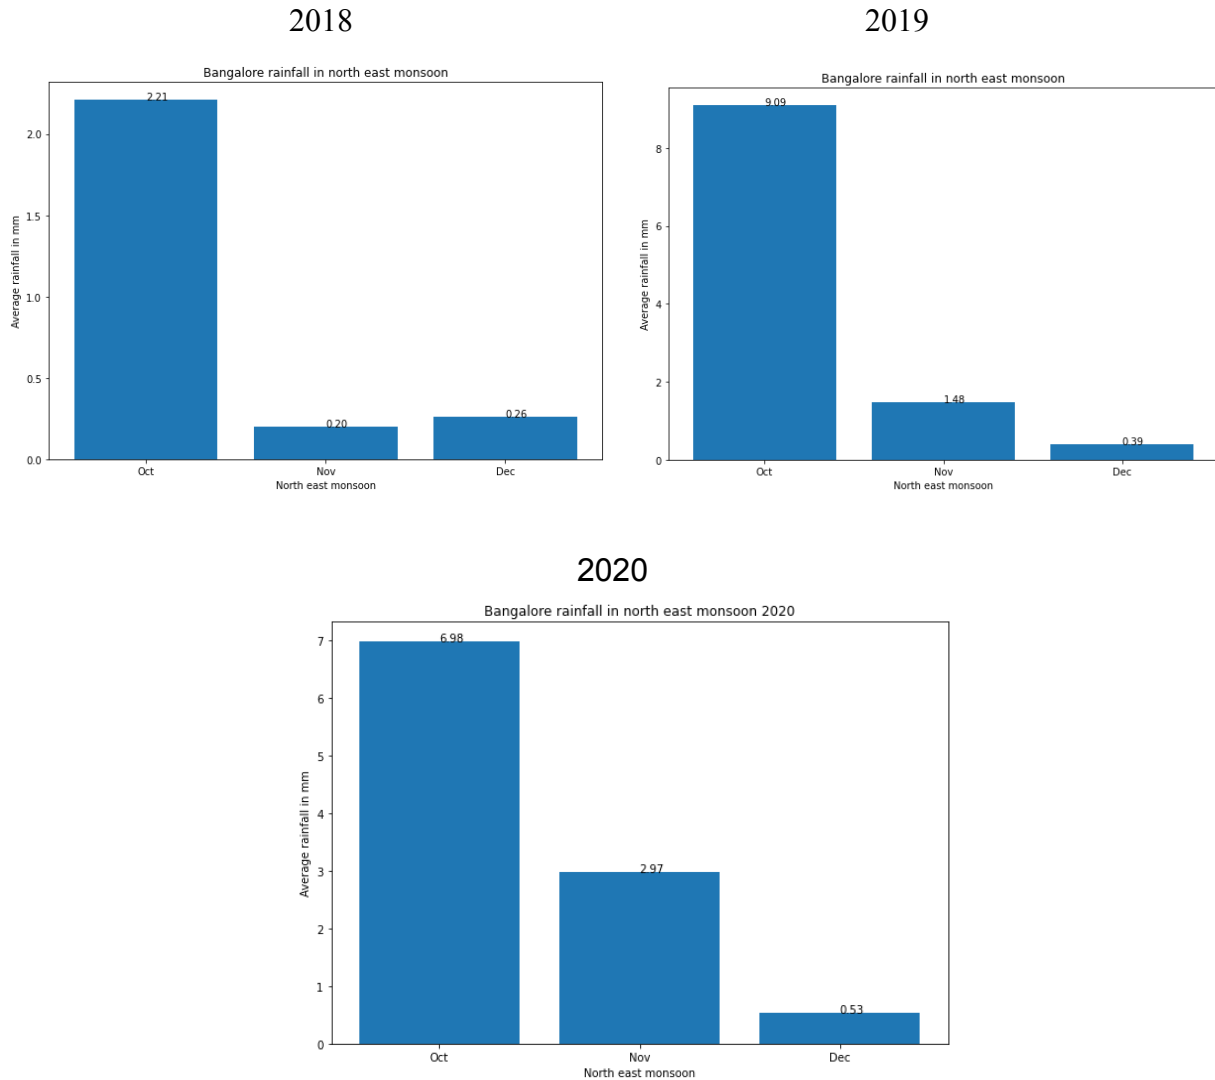 2018
Bangalore rainfall in north east monsoon
2.21
2.0
1.5
1.0
0.5
0.0
Average rainfall in mm
0.20
0.26
Oct
Nov
Dec
North east monsoon
2019
Bangalore rainfall in north east monsoon
9.09
8
6
4
2
0
Average rainfall in mm
1.48
0.39
Oct
Nov
Dec
North east monsoon
2020
Bangalore rainfall in north east monsoon 2020
6.98
7
6
5
4
3
2
1
0
Average rainfall in mm
2.97
0.53
Oct
Nov
Dec
North east monsoon